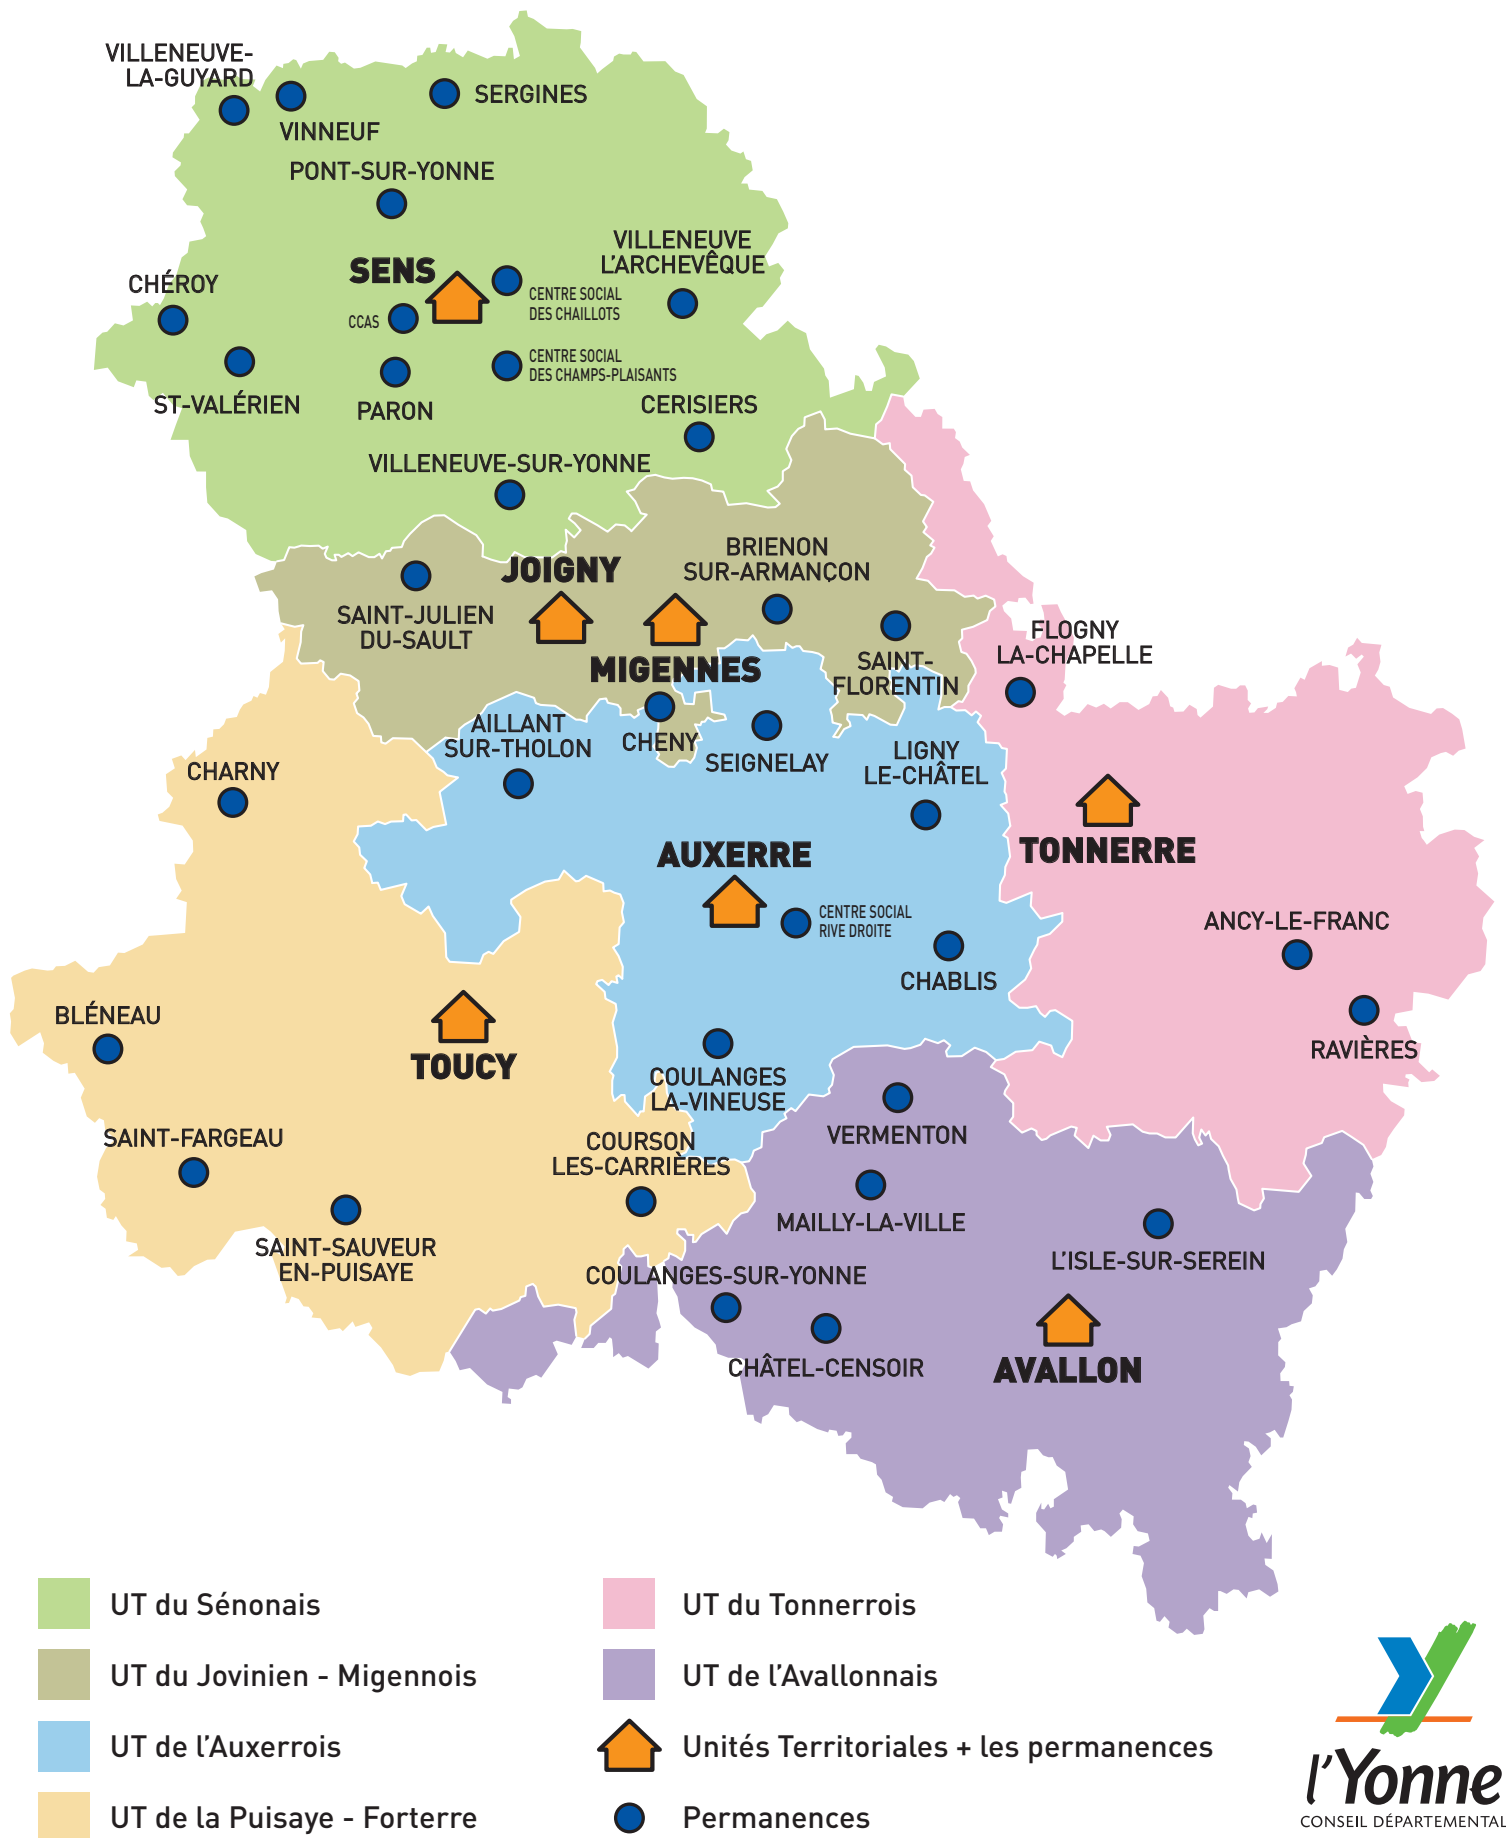 VILLENEUVE-
LA-GUYARD
VINNEUF
SERGINES
PONT-SUR-YONNE
VILLENEUVE
L'ARCHEVÊQUE
SENS
CHÉROY
CENTRE SOCIAL
DES CHAILLOTS
CCAS
CENTRE SOCIAL
DES CHAMPS-PLAISANTS
ST-VALÉRIEN
PARON
CERISIERS
VILLENEUVE-SUR-YONNE
JOIGNY
BRIENON
SUR-ARMANÇON
SAINT-JULIEN
DU-SAULT
MIGENNES
SAINT-
FLORENTIN
FLOGNY
LA-CHAPELLE
AILLANT
SUR-THOLON
CHENY
SEIGNELAY
LIGNY
LE-CHÂTEL
CHARNY
AUXERRE
TONNERRE
CENTRE SOCIAL
RIVE DROITE
ANCY-LE-FRANC
CHABLIS
BLÉNEAU
TOUCY
RAVIÈRES
COULANGES
LA-VINEUSE
SAINT-FARGEAU
COURSON
LES-CARRIÈRES
VERMENTON
MAILLY-LA-VILLE
SAINT-SAUVEUR
EN-PUISAYE
L'ISLE-SUR-SEREIN
COULANGES-SUR-YONNE
CHÂTEL-CENSOIR
AVALLON
UT du Sénonais
UT du Jovinien - Migennois
UT de l'Auxerrois
UT de la Puisaye - Forterre
UT du Tonnerrois
UT de l'Avallonnais
Unités Territoriales + les permanences
Permanences
l'Yonne
CONSEIL DÉPARTEMENTAL